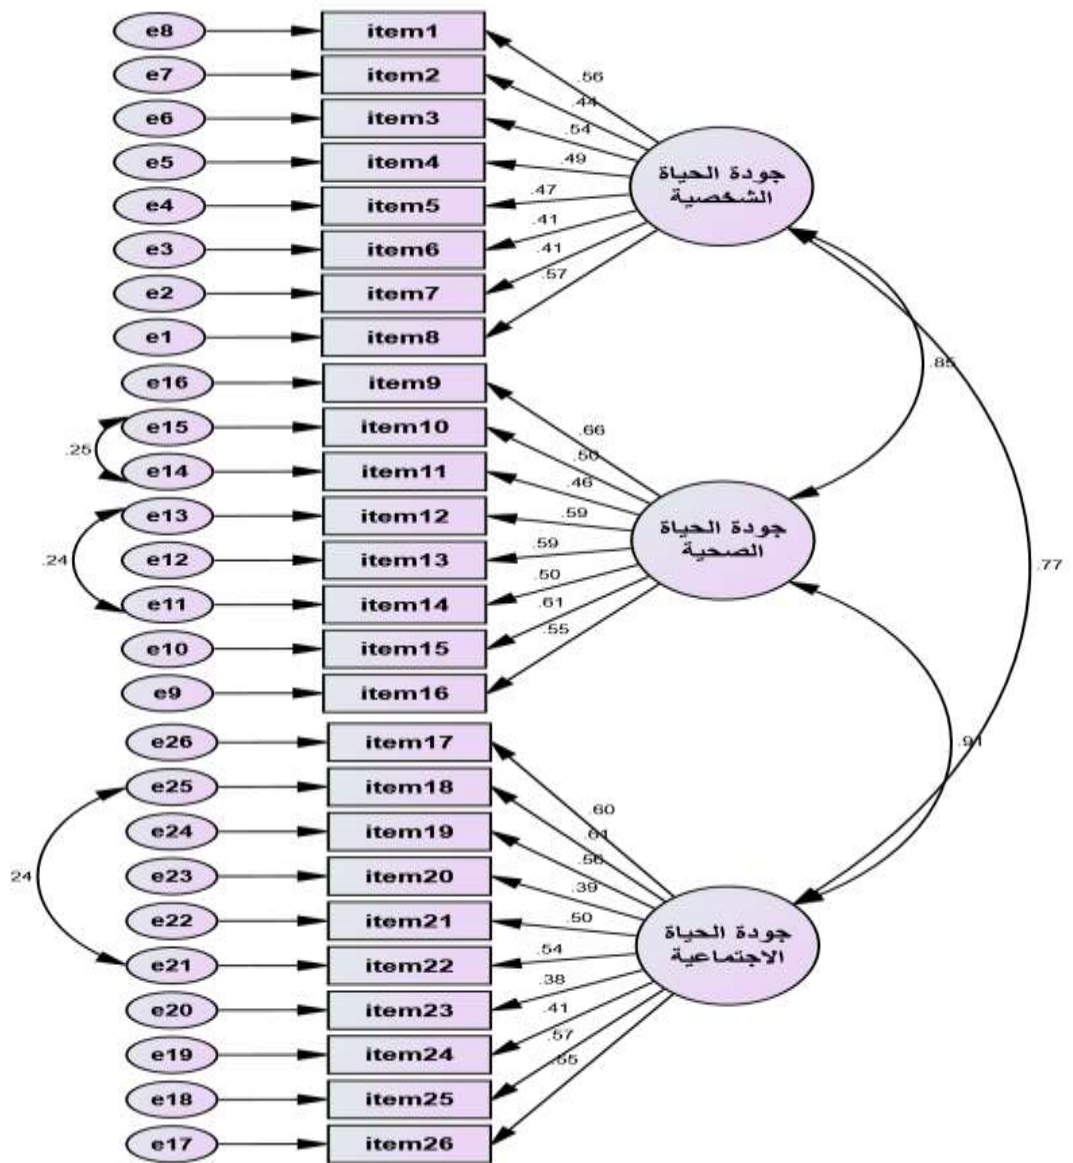 e8 item1
e7 item2
.56
e6 item3
.44
.54
e5 item4
.49
جودة الحياة
الشخصية
e4 item5
.47
e3 item6
.41
e2 item7
.41
.57
e1 item8
e16 item9
.85
e15 item10
.66
.25
e14 item11
.50
.46
e13 item12
.59
جودة الحياة
الصحية
.24
e12 item13
.59
.77
e11 item14
.50
e10 item15
.61
.55
e9 item16
e26 item17
.91
e25 item18
.60
e24 item19
.61
.56
24
e23 item20
.39
e22 item21
.50
جودة الحياة
الاجتماعية
e21 item22
.54
e20 item23
.38
e19 item24
.41
.57
.55
e18 item25
e17 item26